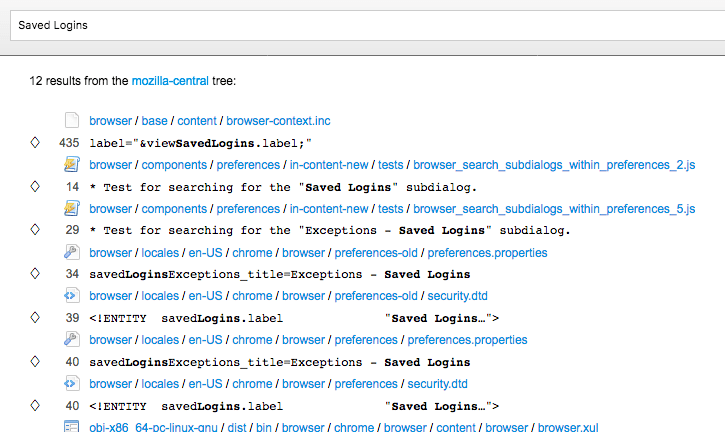 Saved Logins
12 results from the mozilla-central tree:
browser / base / content / browser-context.inc
435 label="&viewSavedLogins.label;"
browser / components / preferences / in-content-new / tests / browser_search_subdialogs_within_preferences_2.js
14 * Test for searching for the "Saved Logins" subdialog.
browser / components / preferences / in-content-new / tests / browser_search_subdialogs_within_preferences_5.js
29 * Test for searching for the "Exceptions - Saved Logins" subdialog.
browser / locales / en-US / chrome / browser / preferences-old / preferences.properties
34 savedLoginsExceptions_title=Exceptions - Saved Logins
browser / locales / en-US / chrome / browser / preferences-old / security.dtd
39 <!ENTITY  savedLogins.label "Saved Logins…">
browser / locales / en-US / chrome / browser / preferences / preferences.properties
40 savedLoginsExceptions_title=Exceptions - Saved Logins
browser / locales / en-US / chrome / browser / preferences / security.dtd
40 <!ENTITY  savedLogins.label "Saved Logins…">
obj-x86_64-pc-linux-gnu / dist / bin / browser / chrome / browser / content / browser / browser.xul